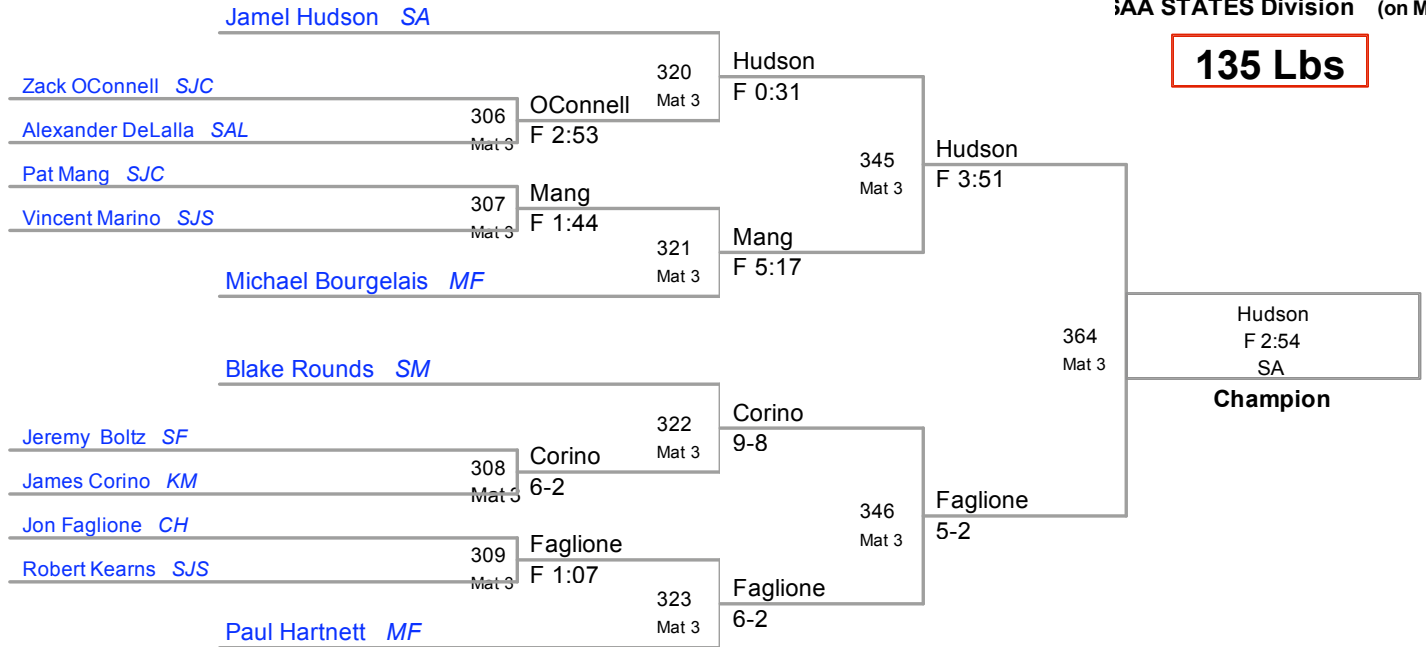 Jamel Hudson SA
STATES Division (on
135 Lbs
320
Mat 3
Hudson
F 0:31
Zack OConnell SJC
306
Mat 3
OConnell
F 2:53
Alexander DeLalla SAL
345
Mat 3
Hudson
F 3:51
Pat Mang SJC
307
Mat 3
Mang
F 1:44
Vincent Marino SJS
321
Mat 3
Mang
F 5:17
Michael Bourgelais MF
364
Mat 3
Hudson
F 2:54
SA
Champion
Blake Rounds SM
322
Mat 3
Corino
9-8
Jeremy Boltz SF
308
Mat 3
Corino
6-2
James Corino KM
346
Mat 3
Faglione
5-2
Jon Faglione CH
309
Mat 3
Faglione
F 1:07
Robert Kearns SJS
323
Mat 3
Faglione
6-2
Paul Hartnett MF